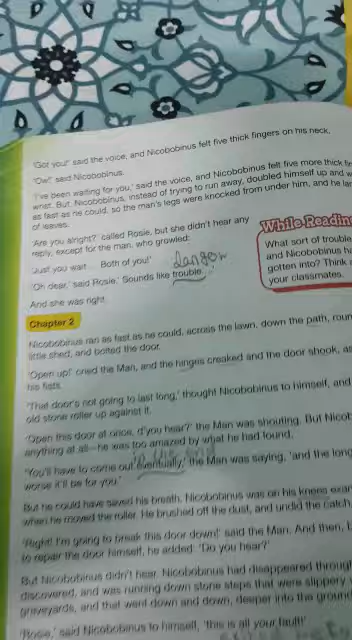 'Got you!' said the voice, and Nicobobinus felt five thick fingers on his neck.
'Ow!' said Nicobobinus.
'I've been waiting for you,' said the voice, and Nicobobinus felt five more thick
wrist. But Nicobobinus, instead of trying to run away, doubled himself up and
as fast as he could, so the man's legs were knocked from under him, and he
of leaves.
'Are you alright?' called Rosie, but she didn't hear any
reply, except for the man, who growled:
danger
'Just you wait ... Both of you!'
'Oh dear,' said Rosie. 'Sounds like trouble.'
And she was right.
While Reading
What sort of trouble
and Nicobobinus
gotten into? Think
your classmates.
Chapter 2
Nicobobinus ran as fast as he could, across the lawn, down the path,
little shed, and bolted the door.
'Open up!' cried the Man, and the hinges creaked and the door shook, as
his fists.
'That door's not going to last long,' thought Nicobobinus to himself, and
old stone roller up against it.
'Open this door at once, d'you hear?' the Man was shouting. But
anything at all—he was too amazed by what he had found.
in the end
'You'll have to come out eventually,' the Man was saying, 'and the
worse it'll be for you.'
But he could have saved his breath. Nicobobinus was on his knees
when he moved the roller. He brushed off the dust, and undid the catch,
'Right! I'm going to break this door down!' said the Man. And then,
to repair the door himself, he added: 'Do you hear?'
But Nicobobinus didn't hear. Nicobobinus had disappeared
discovered, and was running down stone steps that were slippery
graveyards, and that went down and down, deeper into the
'Rosie,' said Nicobobinus to himself, 'this is all your fault!'